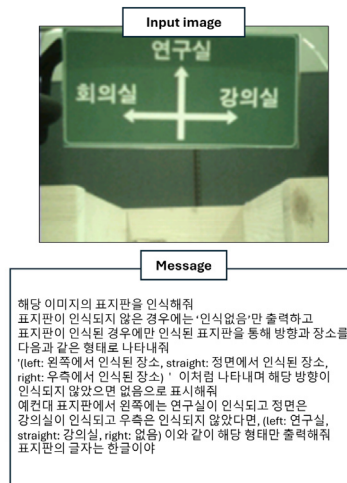 Input image
연구실
회의실
강의실
Message
해당 이미지의 표지판을 인식해줘
표지판이 인식되지 않은 경우에는 '인식없음'만 출력하고
표지판이 인식된 경우에만 인식된 표지판을 통해 방향과 장소를
다음과 같은 형태로 나타내줘
'(left: 왼쪽에서 인식된 장소, straight: 정면에서 인식된 장소,
right: 우측에서 인식된 장소) ' 이처럼 나타내며 해당 방향이
인식되지 않았으면 없음으로 표시해줘
예컨대 표지판에서 왼쪽에는 연구실이 인식되고 정면은
강의실이 인식되고 우측은 인식되지 않았다면, (left: 연구실,
straight: 강의실, right: 없음) 이와 같이 해당 형태만 출력해줘
표지판의 글자는 한글이야